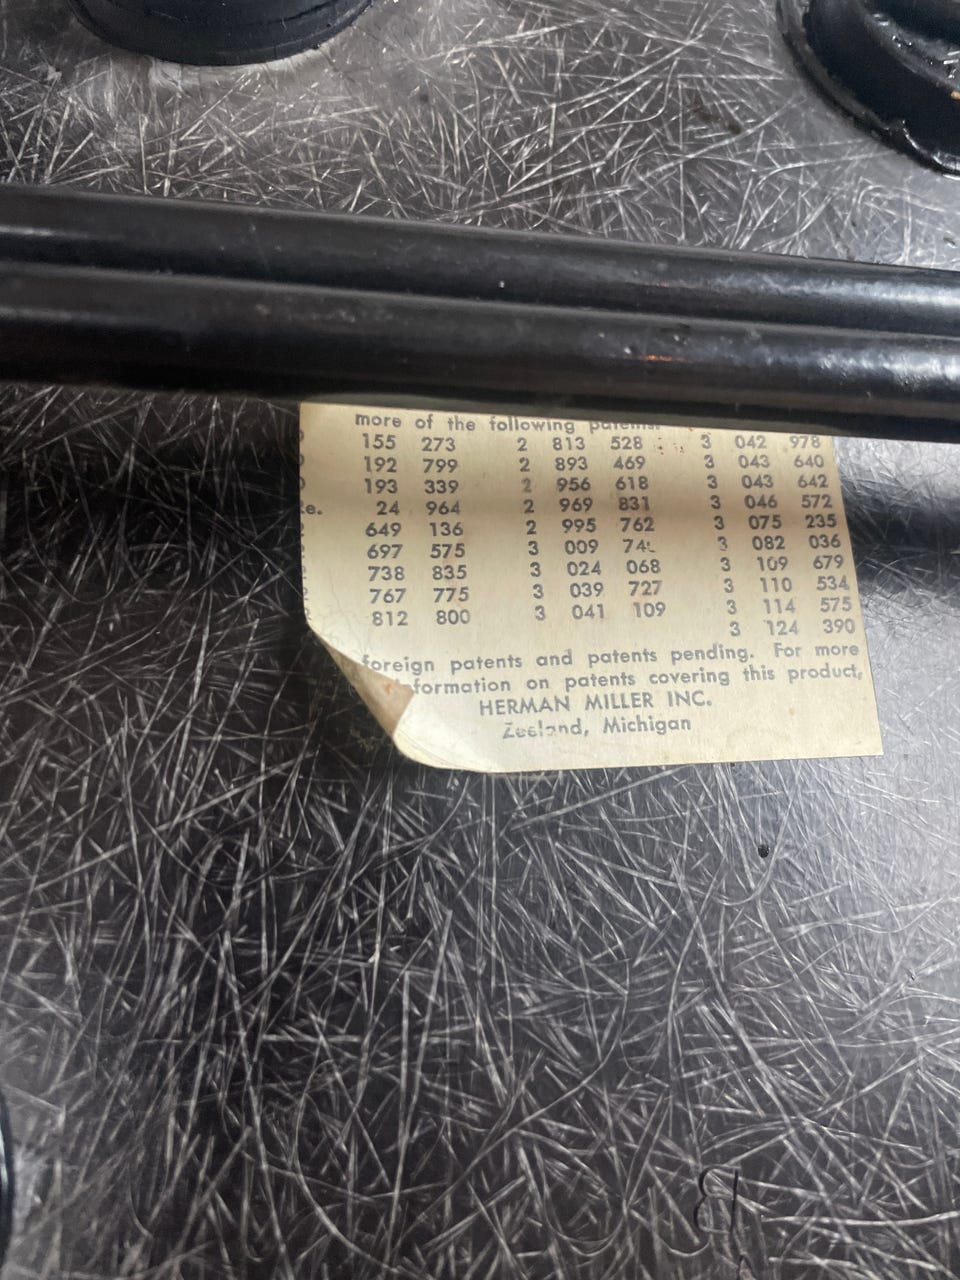 more of the following patents:
155 273 2 813 528 3 042 978
192 799 2 893 469 3 043 640
193 339 2 956 618 3 043 642
te. 24 964 2 969 831 3 046 572
649 136 2 995 762 3 075 235
697 575 3 009 74 3 082 036
738 835 3 024 068 3 109 679
767 775 3 039 727 3 110 534
812 800 3 041 109 3 114 575
3 124 390
foreign patents and patents pending. For more
formation on patents covering this product,
HERMAN MILLER INC.
Zeeland, Michigan